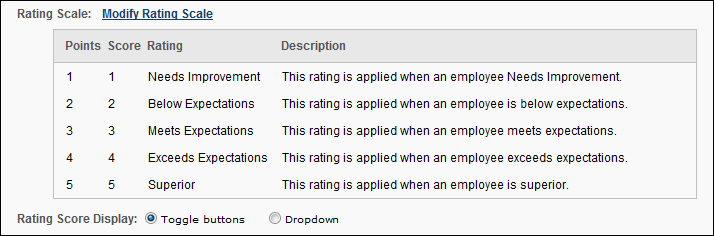 Rating Scale: Modify Rating Scale
Points Score Rating Description
1 1 Needs Improvement This rating is applied when an employee Needs Improvement.
2 2 Below Expectations This rating is applied when an employee is below expectations.
3 3 Meets Expectations This rating is applied when an employee meets expectations.
4 4 Exceeds Expectations This rating is applied when an employee exceeds expectations.
5 5 Superior This rating is applied when an employee is superior.
Rating Score Display: Toggle buttons Dropdown